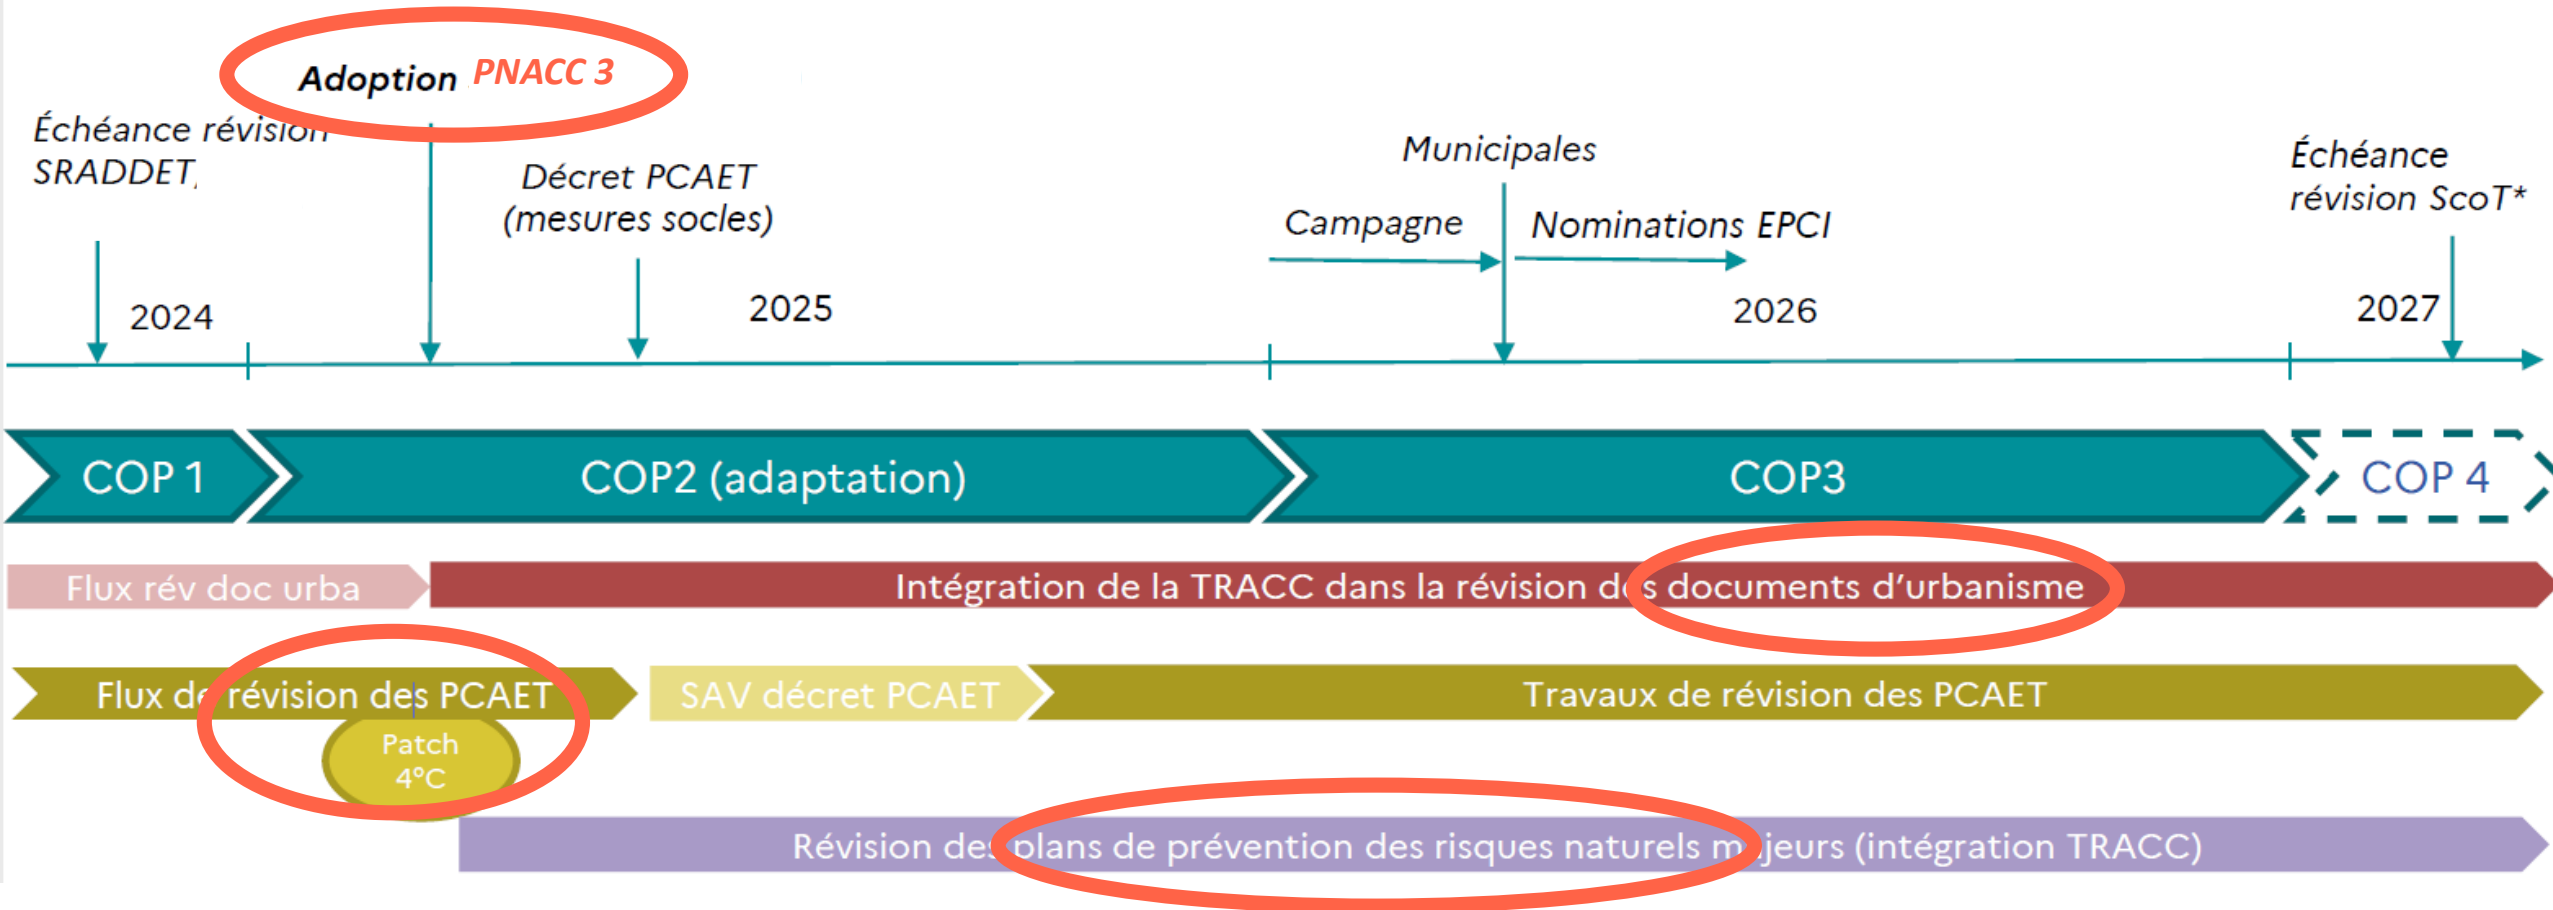 Adoption PNACC 3
Échéance révision
SRADDET,
Décret PCAET
(mesures socles)
Municipales
Campagne
Nominations EPCI
Échéance
révision ScoT*
2024
2025
2026
2027
COP 1
COP2 (adaptation)
COP3
COP 4
Flux rév doc urba
Intégration de la TRACC dans la révision des documents d'urbanisme
Flux de révision des PCAET
SAV décret PCAET
Travaux de révision des PCAET
Patch
4°C
Révision des plans de prévention des risques naturels majeurs (intégration TRACC)